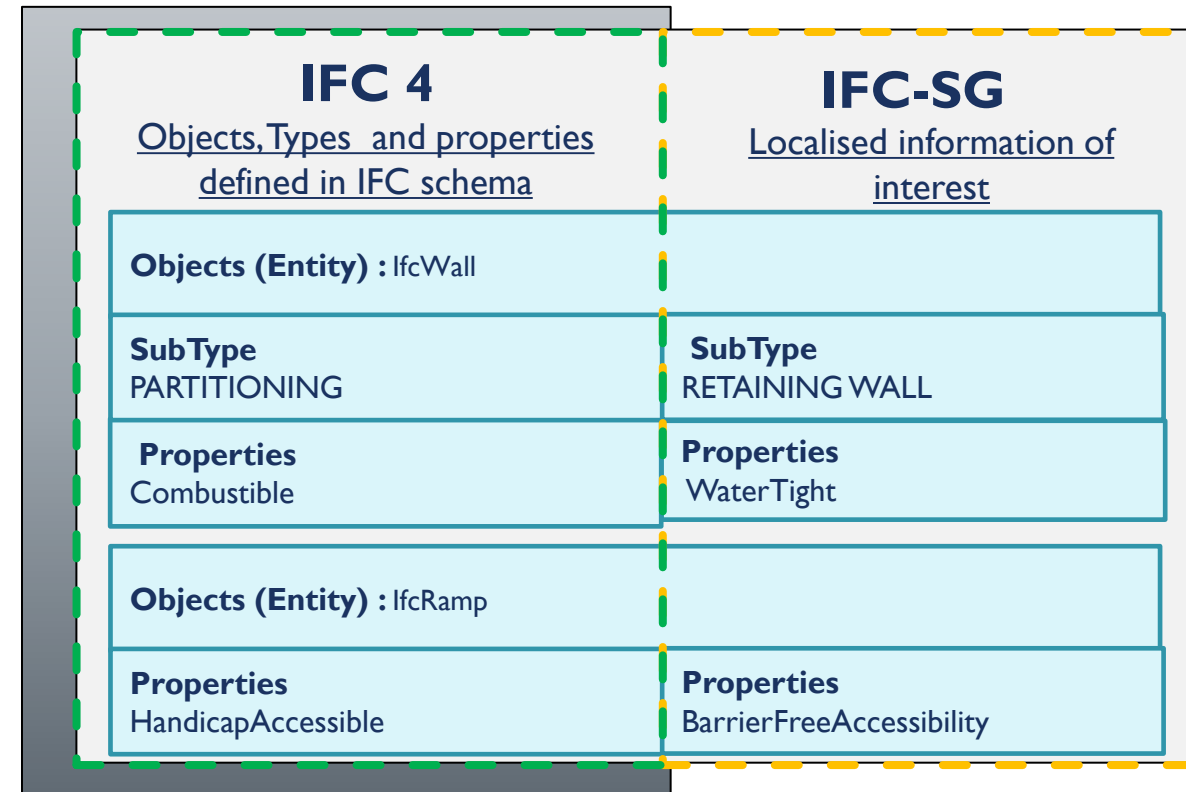 IFC 4
Objects, Types and properties
defined in IFC schema
IFC-SG
Localised information of
interest
Objects (Entity) : IfcWall
SubType
PARTITIONING
SubType
RETAINING WALL
Properties
Combustible
Properties
WaterTight
Objects (Entity) : IfcRamp
Properties
HandicapAccessible
Properties
BarrierFreeAccessibility